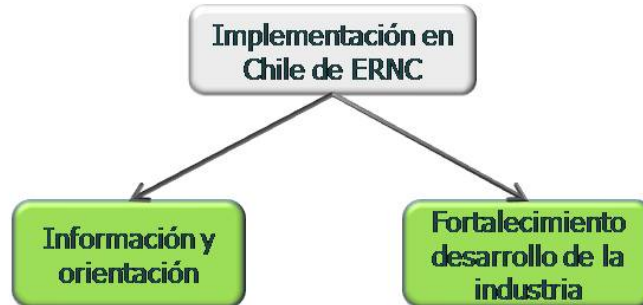 Implementación en
Chile de ERNC
Información y
orientación
Fortalecimiento
desarrollo de la
industria